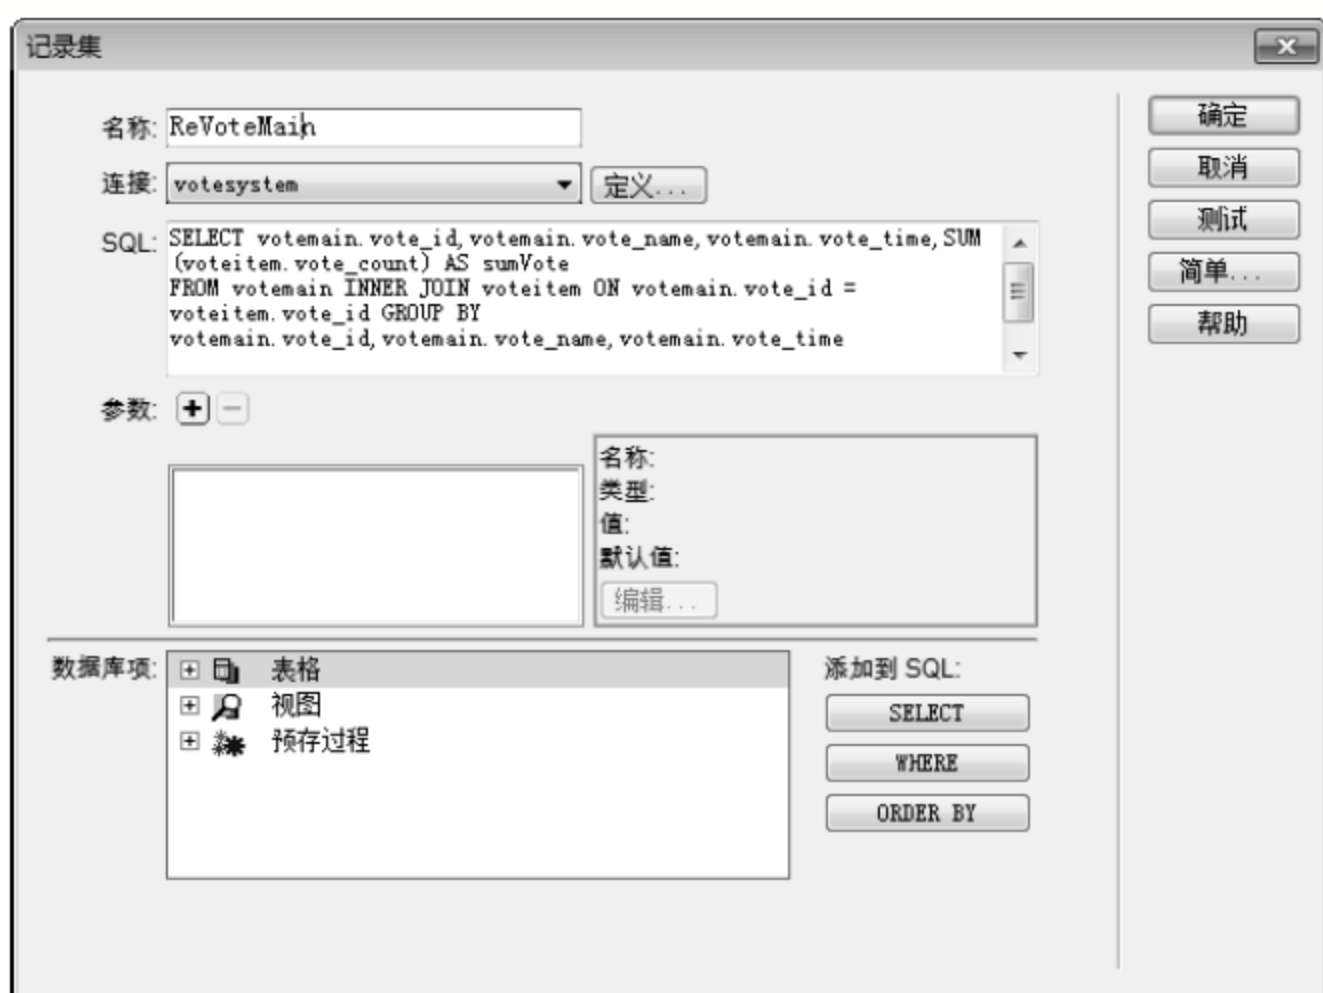 记录集
名称: ReVoteMain
确定
连接: votesystem 定义...
取消
SQL: SELECT votemain.vote_id,votemain.vote_name,votemain.vote_time,SUM
(voteitem.vote_count) AS sumVote
FROM votemain INNER JOIN voteitem ON votemain.vote_id =
voteitem.vote_id GROUP BY
votemain.vote_id,votemain.vote_name,votemain.vote_time
测试
简单...
帮助
参数:
名称:
类型:
值:
默认值:
编辑...
数据库项: 表格
视图
预存过程
添加到 SQL:
SELECT
WHERE
ORDER BY